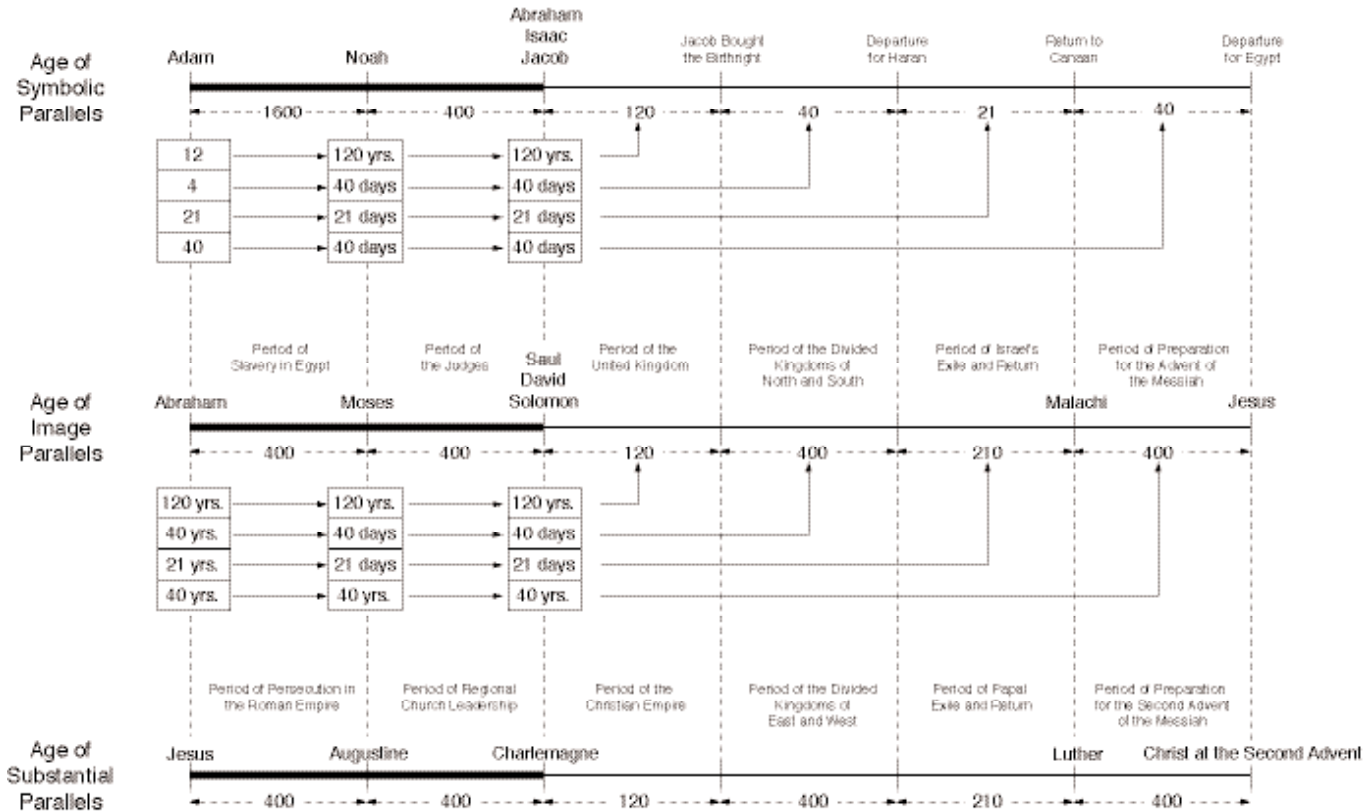 Age of
Symbolic
Parallels
Adam
Noah
Abraham
Isaac
Jacob
Jacob Bought
the Birthright
Departure
for Haran
Return to
Canaan
Departure
for Egypt
1600
400
120
40
21
40
12
120 yrs.
120 yrs.
4
40 days
40 days
21
21 days
21 days
40
40 days
40 days
Period of
Slavery in Egypt
Period of
the Judges
Period of the
United Kingdom
Period of the Divided
Kingdoms of
North and South
Period of Israel's
Exile and Return
Period of Preparation
for the Advent of
the Messiah
Age of
Image
Parallels
Abraham
Moses
Saul
David
Solomon
Malachi
Jesus
400
400
120
400
210
400
120 yrs.
120 yrs.
120 yrs.
40 yrs.
40 days
40 days
21 yrs.
21 days
21 days
40 yrs.
40 yrs.
40 yrs.
Period of Persecution in
the Roman Empire
Period of Regional
Church Leadership
Period of the
Christian Empire
Period of the Divided
Kingdoms of
East and West
Period of Papal
Exile and Return
Period of Preparation
for the Second Advent
of the Messiah
Age of
Substantial
Parallels
Jesus
Augustine
Charlemagne
Luther
Christ at the Second Advent
400
400
120
400
210
400